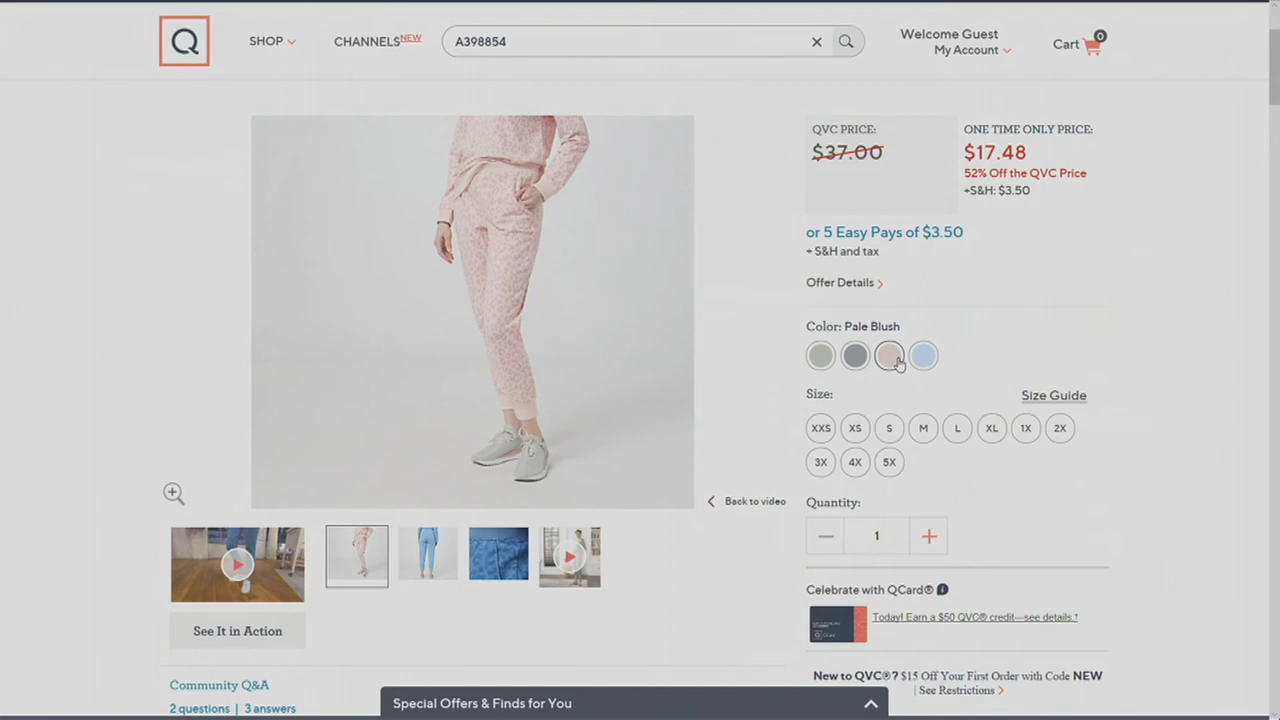 Q
SHOP
CHANNELS NEW
A398854
Welcome Guest
My Account
Cart 0
QVC PRICE:
$37.00
ONE TIME ONLY PRICE:
$17.48
52% Off the QVC Price
+S&H: $3.50
or 5 Easy Pays of $3.50
+ S&H and tax
Offer Details
Color: Pale Blush
Size:
Size Guide
XXS XS S M L XL 1X 2X
3X 4X 5X
Back to video
Quantity:
1
See It in Action
Celebrate with QCard®
Today! Earn a $50 QVC® credit—see details.†
New to QVC®? $15 Off Your First Order with Code NEW
| See Restrictions
Community Q&A
2 questions | 3 answers
Special Offers & Finds for You